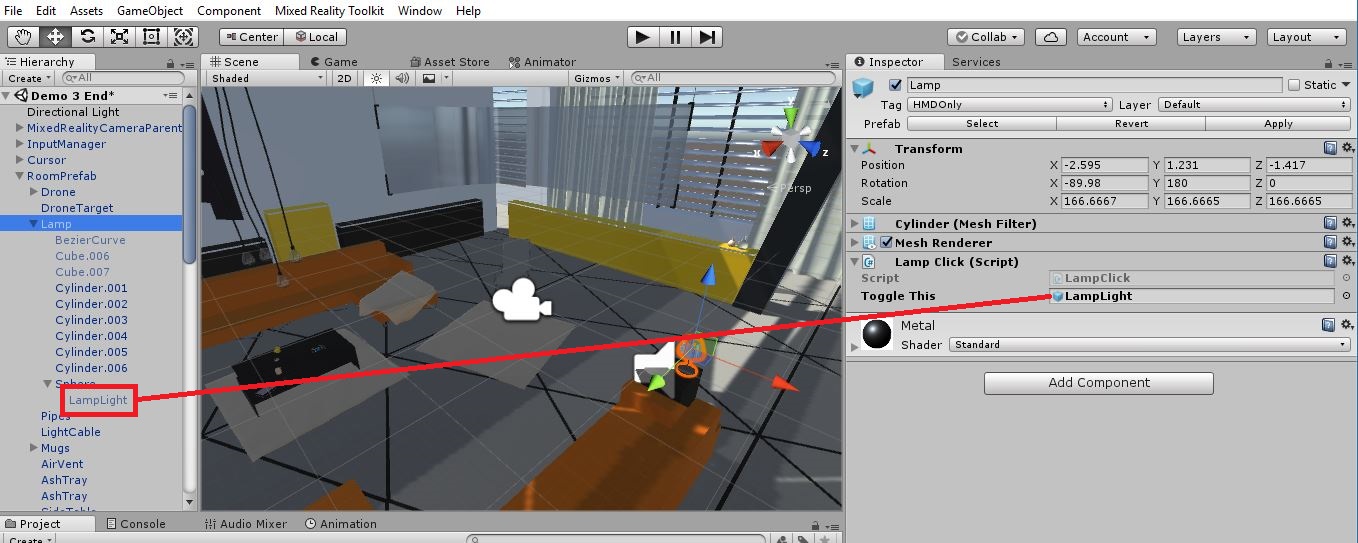 File Edit Assets GameObject Component Mixed Reality Toolkit Window Help
Center Local Collab Account Layers Layout
Hierarchy
Create All
Demo 3 End*
Directional Light
MixedRealityCameraParent
InputManager
Cursor
RoomPrefab
Drone
DroneTarget
Lamp
BezierCurve
Cube.006
Cube.007
Cylinder.001
Cylinder.002
Cylinder.003
Cylinder.004
Cylinder.005
Cylinder.006
Sphere
LampLight
Pipes
LightCable
Mugs
AirVent
AshTray
AshTray
SideTable
Scene Game Asset Store Animator
Shaded 2D Gizmos All
y
x
z
Persp
Inspector Services
Lamp Static
Tag HMDOnly Layer Default
Prefab Select Revert Apply
Transform
Position X -2.595 Y 1.231 Z -1.417
Rotation X -89.98 Y 180 Z 0
Scale X 166.6667 Y 166.6665 Z 166.6665
Cylinder (Mesh Filter)
Mesh Renderer
Lamp Click (Script)
Script LampClick
Toggle This LampLight
Metal
Shader Standard
Add Component
Project Console Audio Mixer Animation
Create